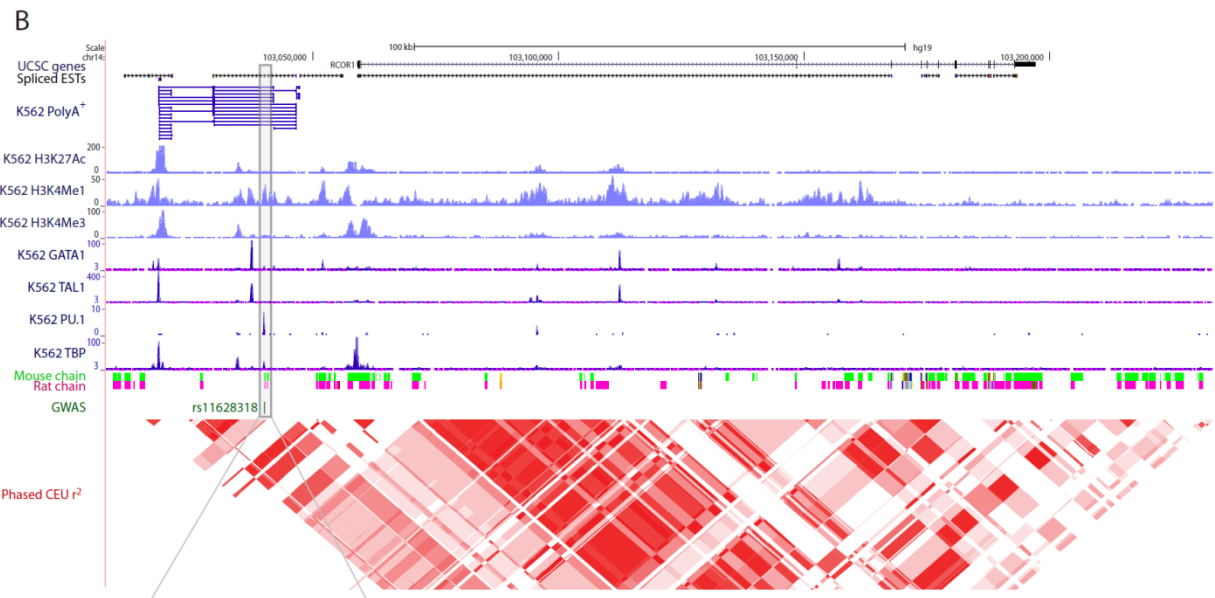 B
Scale
100 kb
hg19
chr14:
103,050,000
103,100,000
103,150,000
103,200,000
UCSC genes
RCOR1
Spliced ESTs
K562 PolyA+
K562 H3K27Ac
200
0
K562 H3K4Me1
50
0
K562 H3K4Me3
100
0
K562 GATA1
100
3
K562 TAL1
400
3
K562 PU.1
10
0
K562 TBP
100
3
Mouse chain
Rat chain
GWAS
rs11628318
Phased CEU r2